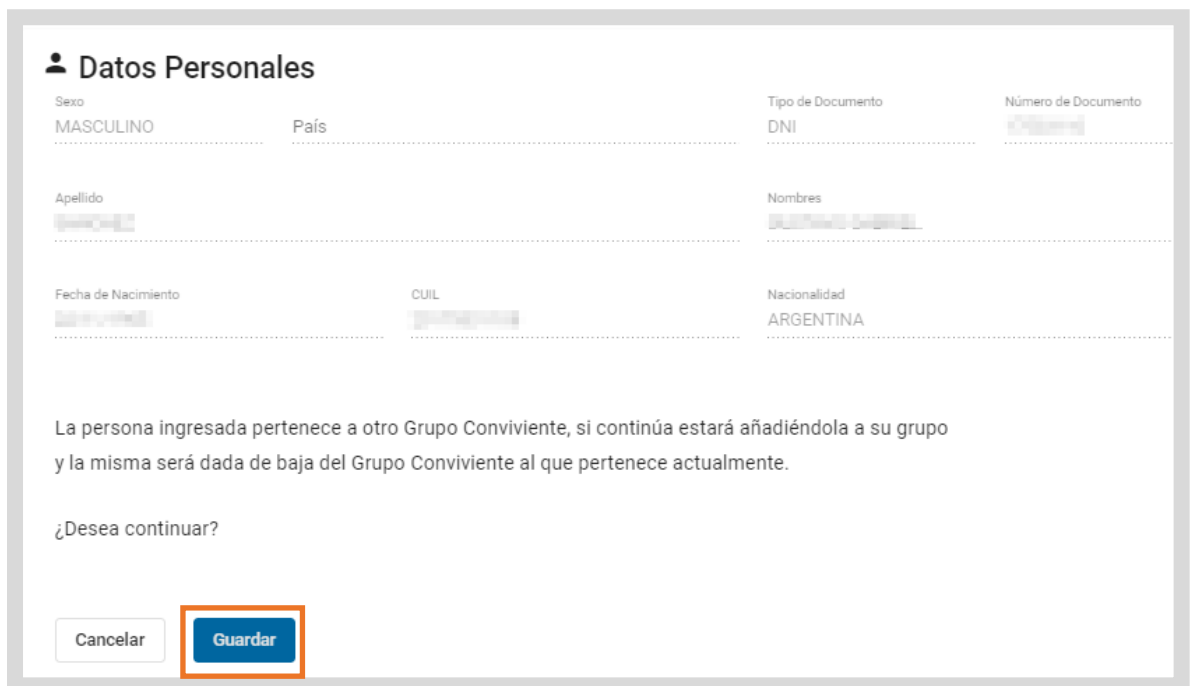 Datos Personales
Sexo
Tipo de Documento
Número de Documento
MASCULINO
País
DNI
Apellido
Nombres
Fecha de Nacimiento
CUIL
Nacionalidad
ARGENTINA
La persona ingresada pertenece a otro Grupo Conviviente, si continúa estará añadiéndola a su grupo
y la misma será dada de baja del Grupo Conviviente al que pertenece actualmente.
¿Desea continuar?
Cancelar
Guardar